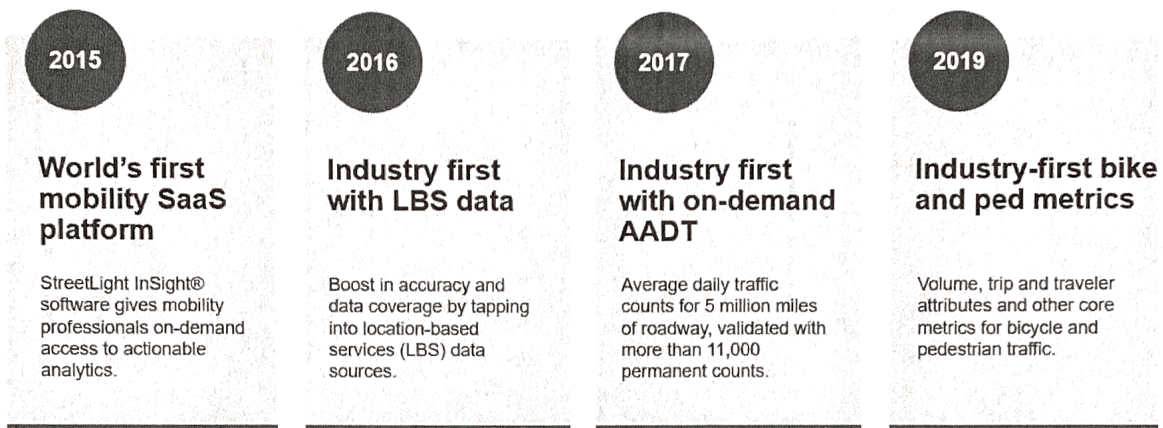 2015
World's first
mobility SaaS
platform
StreetLight InSight®
software gives mobility
professionals on-demand
access to actionable
analytics.
2016
Industry first
with LBS data
Boost in accuracy and
data coverage by tapping
into location-based
services (LBS) data
sources.
2017
Industry first
with on-demand
AADT
Average daily traffic
counts for 5 million miles
of roadway, validated with
more than 11,000
permanent counts.
2019
Industry-first bike
and ped metrics
Volume, trip and traveler
attributes and other core
metrics for bicycle and
pedestrian traffic.